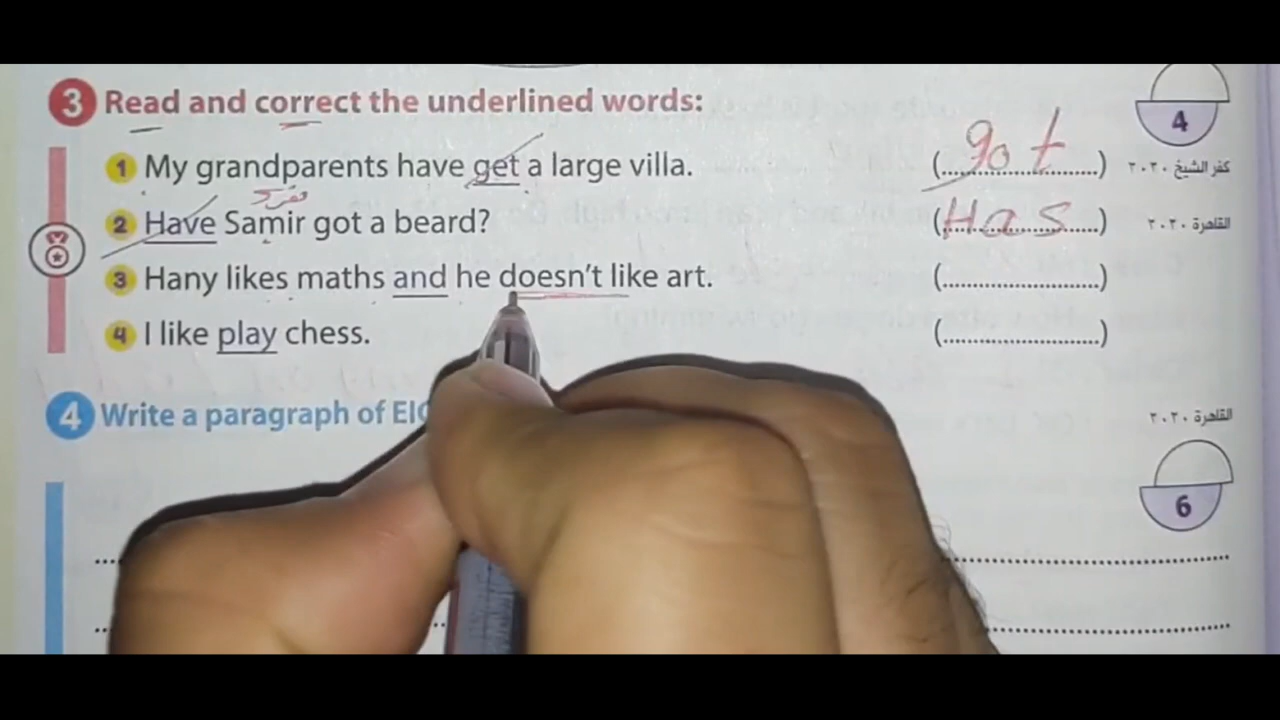 3 Read and correct the underlined words:
4
1 My grandparents have get a large villa. (got) كفر الشيخ ٢٠٢٠
مفرد
2 Have Samir got a beard? (Has) القاهرة ٢٠٢٠
3 Hany likes maths and he doesn't like art. (........................)
4 I like play chess. (........................)
4 Write a paragraph of القاهرة ٢٠٢٠
6